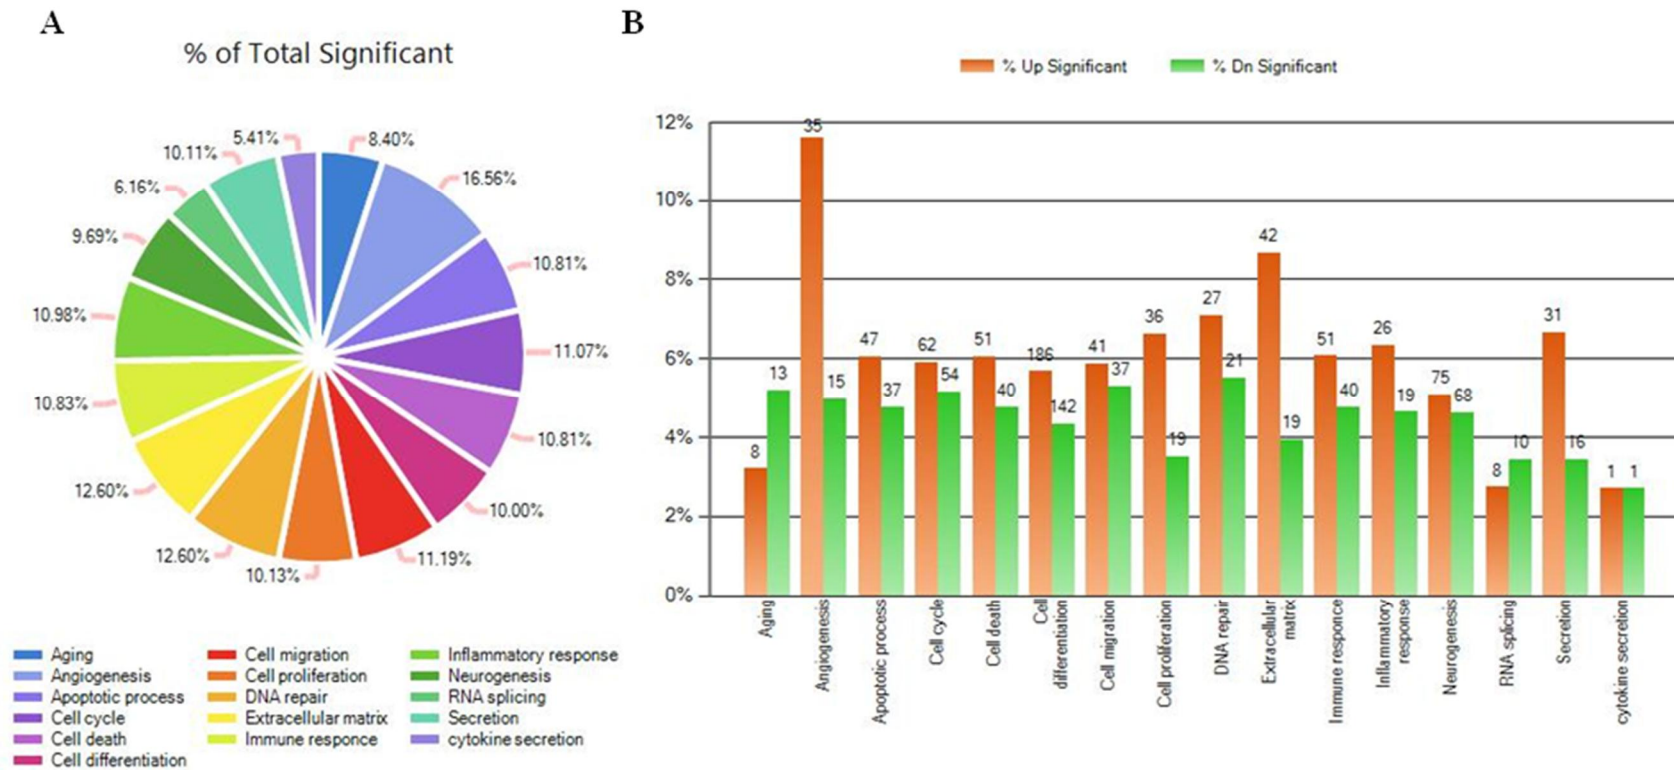 A
% of Total Significant
5.41%
8.40%
10.11%
16.56%
6.16%
9.69%
10.81%
10.98%
11.07%
10.83%
10.81%
12.60%
10.00%
12.60%
11.19%
10.13%
Aging
Angiogenesis
Apoptotic process
Cell cycle
Cell death
Cell differentiation
Cell migration
Cell proliferation
DNA repair
Extracellular matrix
Immune responce
Inflammatory response
Neurogenesis
RNA splicing
Secretion
cytokine secretion
B
% Up Significant
% Dn Significant
12%
10%
8%
6%
4%
2%
0%
8
13
35
15
47
37
62
54
51
40
186
142
41
37
36
19
27
21
42
19
51
40
26
19
75
68
8
10
31
16
1
1
Aging
Angiogenesis
Apoptotic process
Cell cycle
Cell death
Cell
differentiation
Cell migration
Cell proliferation
DNA repair
Extracellular
matrix
Immune responce
Inflammatory
response
Neurogenesis
RNA splicing
Secretion
cytokine secretion